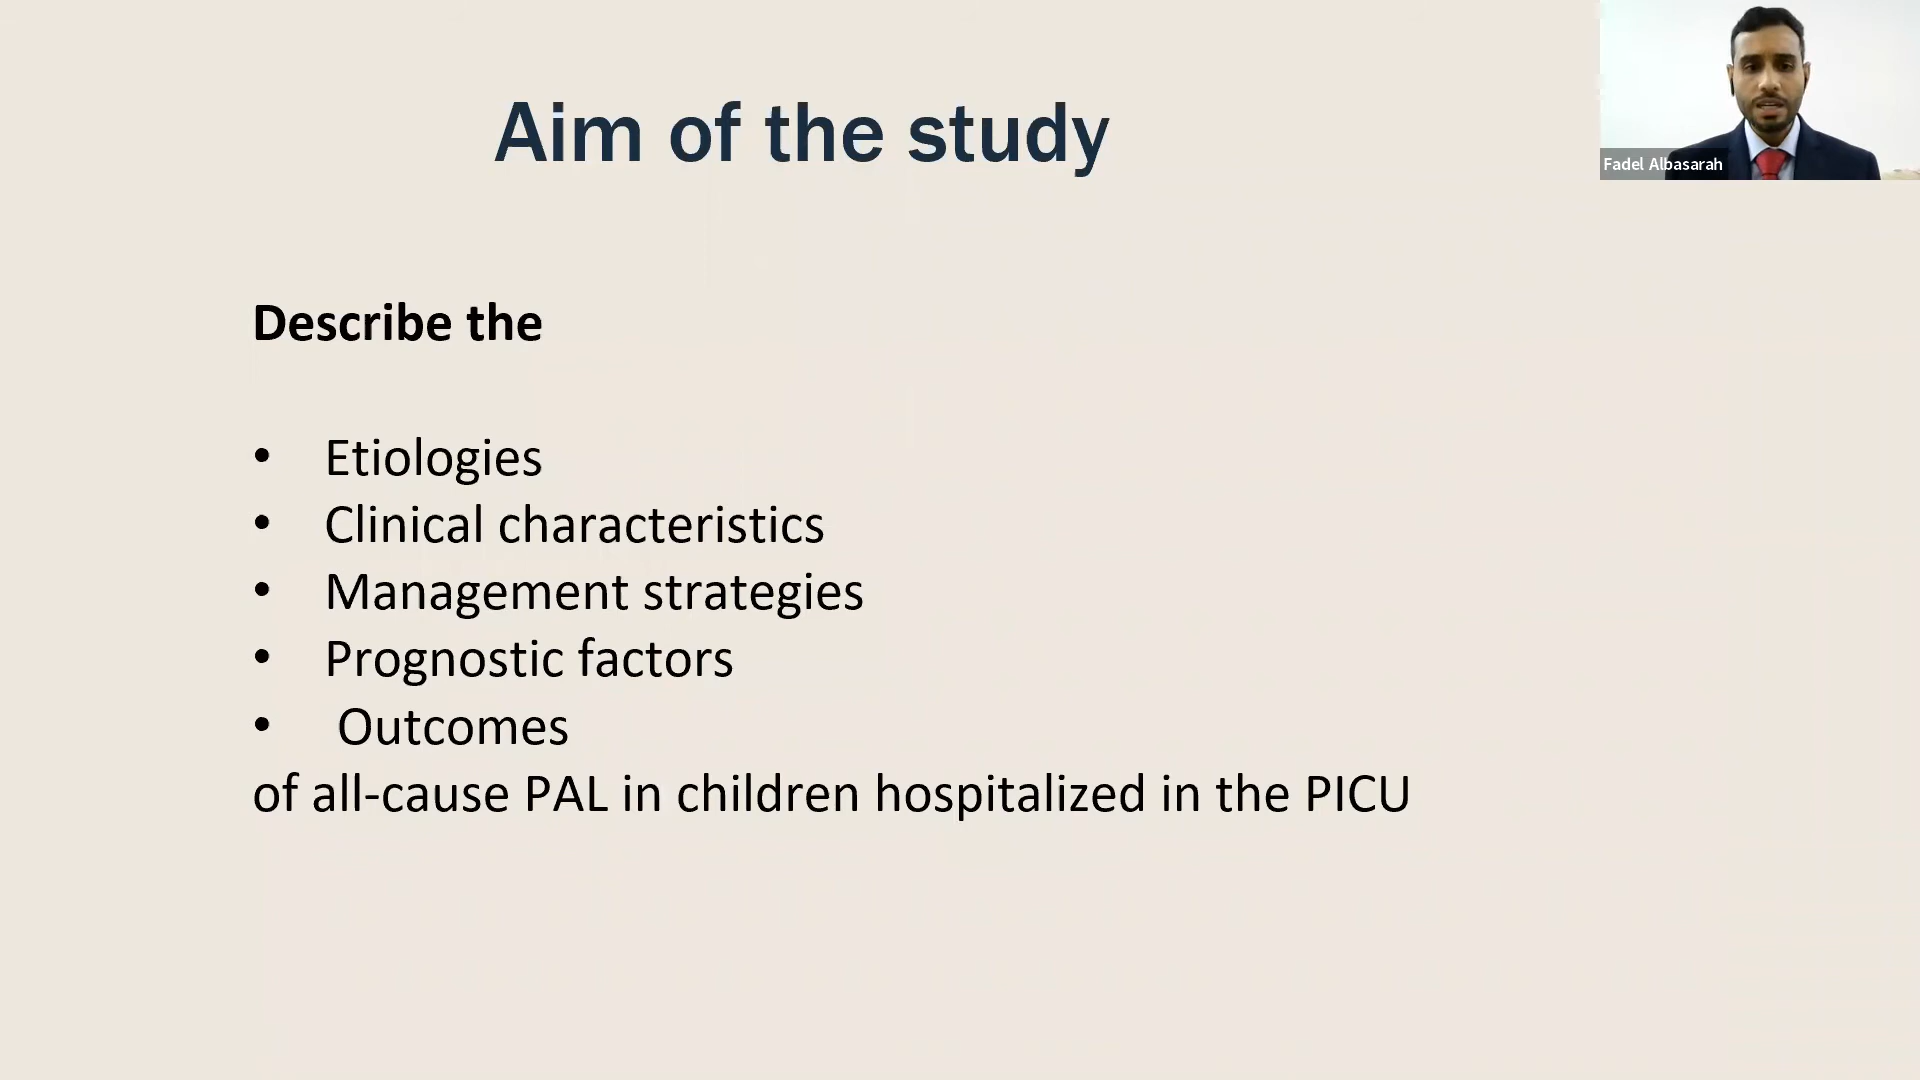 Aim of the study
Fadel Albasarah
Describe the
• Etiologies
• Clinical characteristics
• Management strategies
• Prognostic factors
• Outcomes
of all-cause PAL in children hospitalized in the PICU